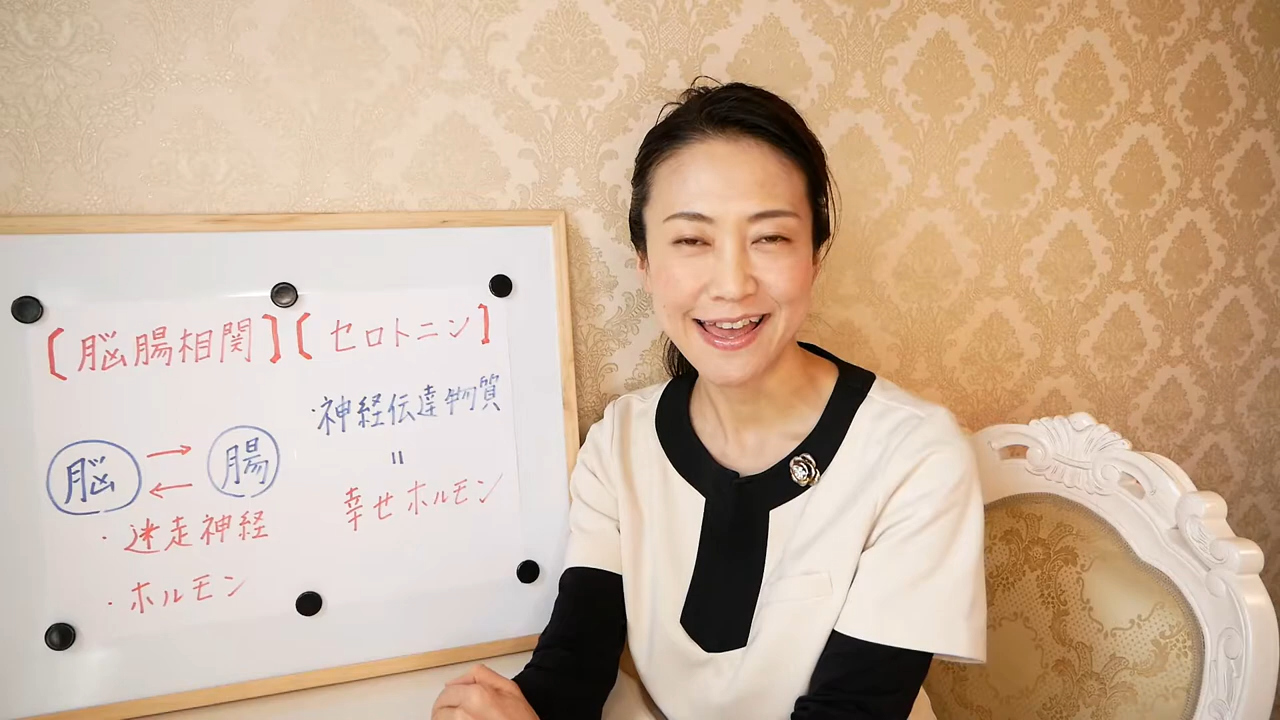 【脳腸相関】【セロトニン】
脳 → ← 腸
・迷走神経
・ホルモン
・神経伝達物質
＝
幸せホルモン